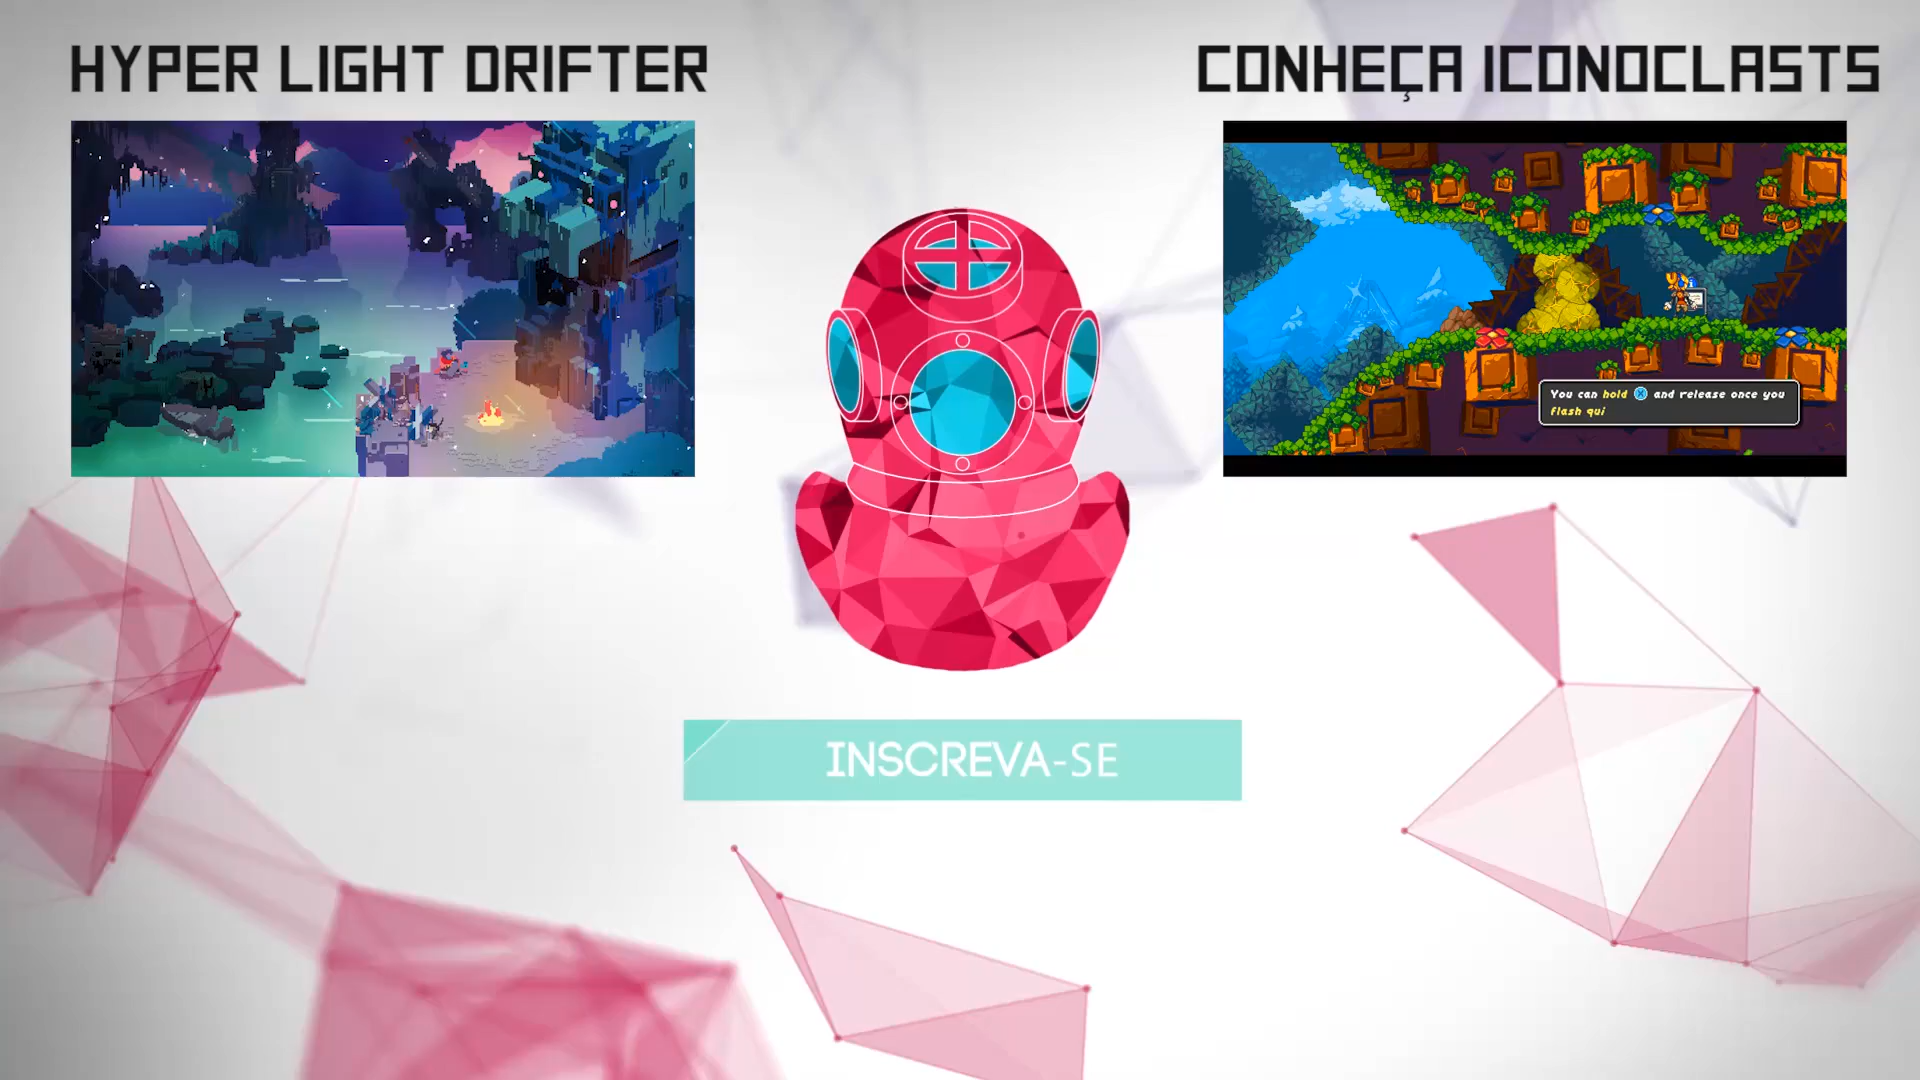 HYPER LIGHT DRIFTER
CONHEÇA ICONOCLASTS
You can hold ⓧ and release once you
flash qui
INSCREVA-SE